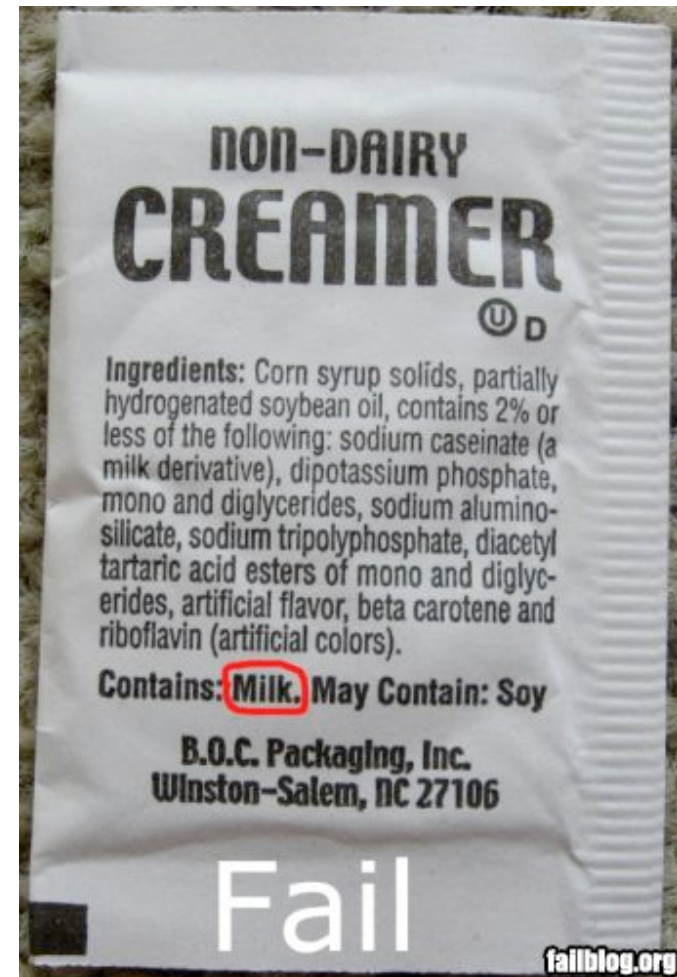 NON-DAIRY
CREAMER
Ⓤ D
Ingredients: Corn syrup solids, partially
hydrogenated soybean oil, contains 2% or
less of the following: sodium caseinate (a
milk derivative), dipotassium phosphate,
mono and diglycerides, sodium alumino-
silicate, sodium tripolyphosphate, diacetyl
tartaric acid esters of mono and diglyc-
erides, artificial flavor, beta carotene and
riboflavin (artificial colors).
Contains: Milk. May Contain: Soy
B.O.C. Packaging, Inc.
Winston-Salem, NC 27106
Fail
failblog.org